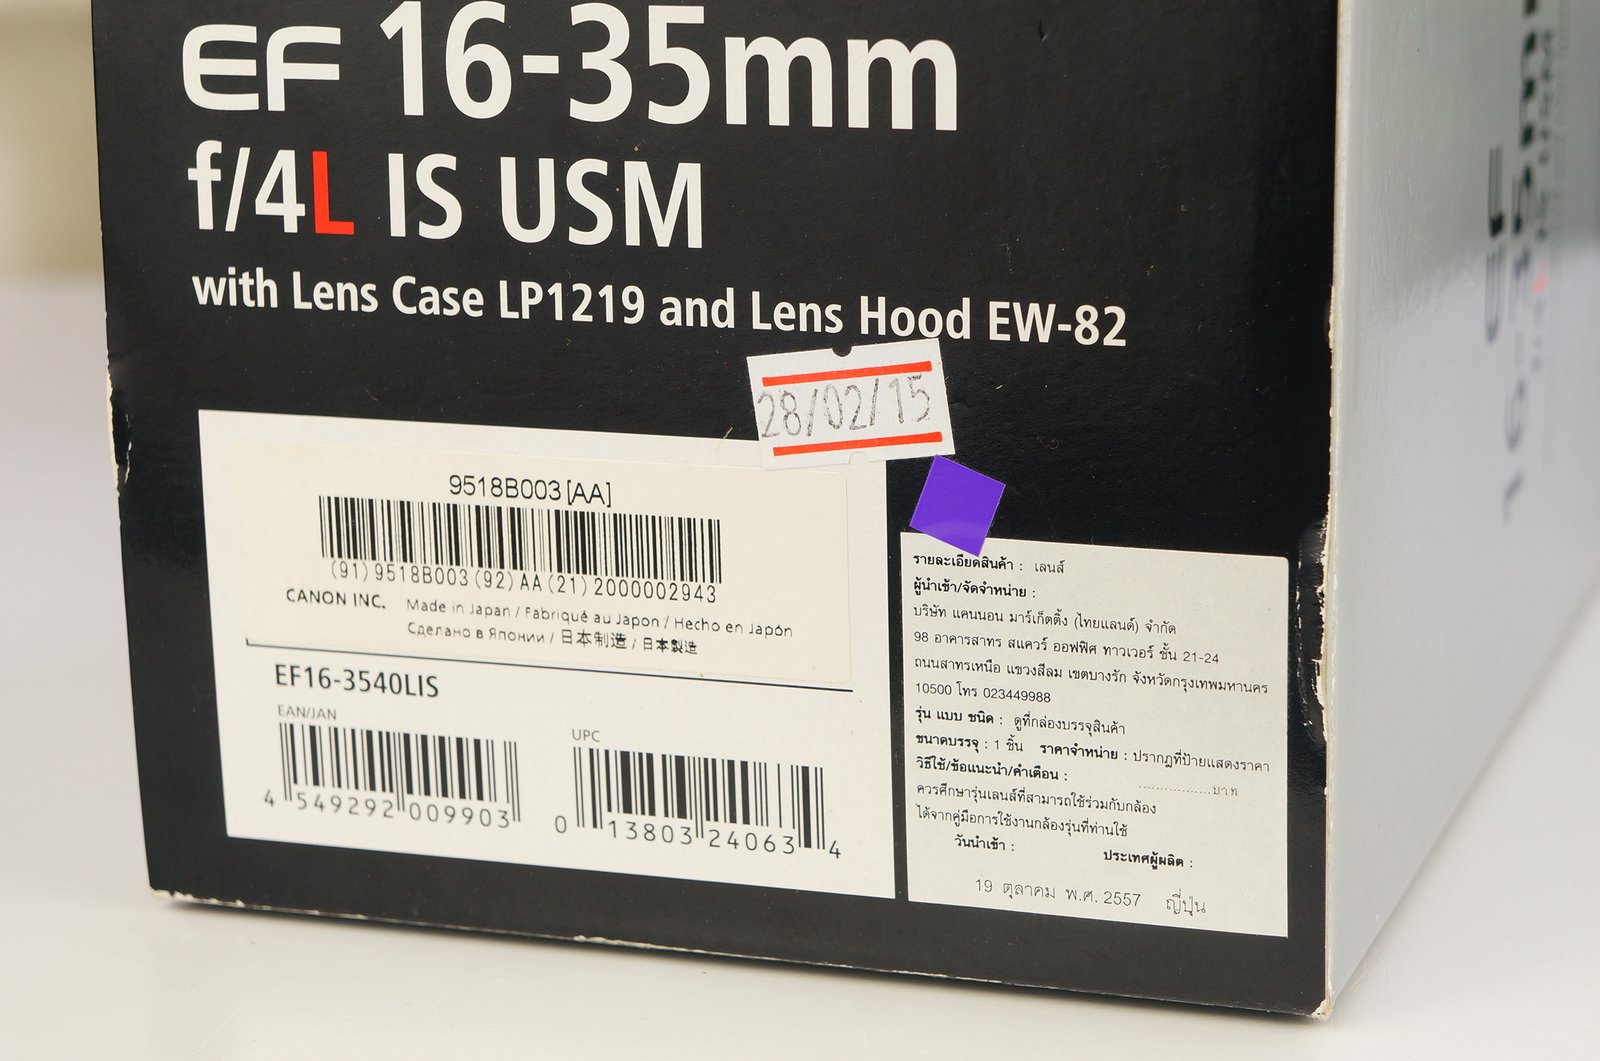 EF 16-35mm
f/4L IS USM
with Lens Case LP1219 and Lens Hood EW-82
28/02/15
9518B003[AA]
(91)9518B003(92)AA(21)2000002943
CANON INC. Made in Japan / Fabriqué au Japon / Hecho en Japón
Сделано в Японии / 日本制造 / 日本製造
EF16-3540LIS
EAN/JAN
4 549292 009903
UPC
0 13803 24063 4
รายละเอียดสินค้า : เลนส์
ผู้นำเข้า/จัดจำหน่าย :
บริษัท แคนนอน มาร์เก็ตติ้ง (ไทยแลนด์) จำกัด
98 อาคารสาทร สแควร์ ออฟฟิศ ทาวเวอร์ ชั้น 21-24
ถนนสาทรเหนือ แขวงสีลม เขตบางรัก จังหวัดกรุงเทพมหานคร
10500 โทร 023449988
รุ่น แบบ ชนิด : ดูที่กล่องบรรจุสินค้า
ขนาดบรรจุ : 1 ชิ้น ราคาจำหน่าย : ปรากฏที่ป้ายแสดงราคา
วิธีใช้/ข้อแนะนำ/คำเตือน : ..................บาท
ควรศึกษารุ่นเลนส์ที่สามารถใช้ร่วมกับกล้อง
ได้จากคู่มือการใช้งานกล้องรุ่นที่ท่านใช้
วันนำเข้า : ประเทศผู้ผลิต :
19 ตุลาคม พ.ศ. 2557 ญี่ปุ่น
EF
16-35mm